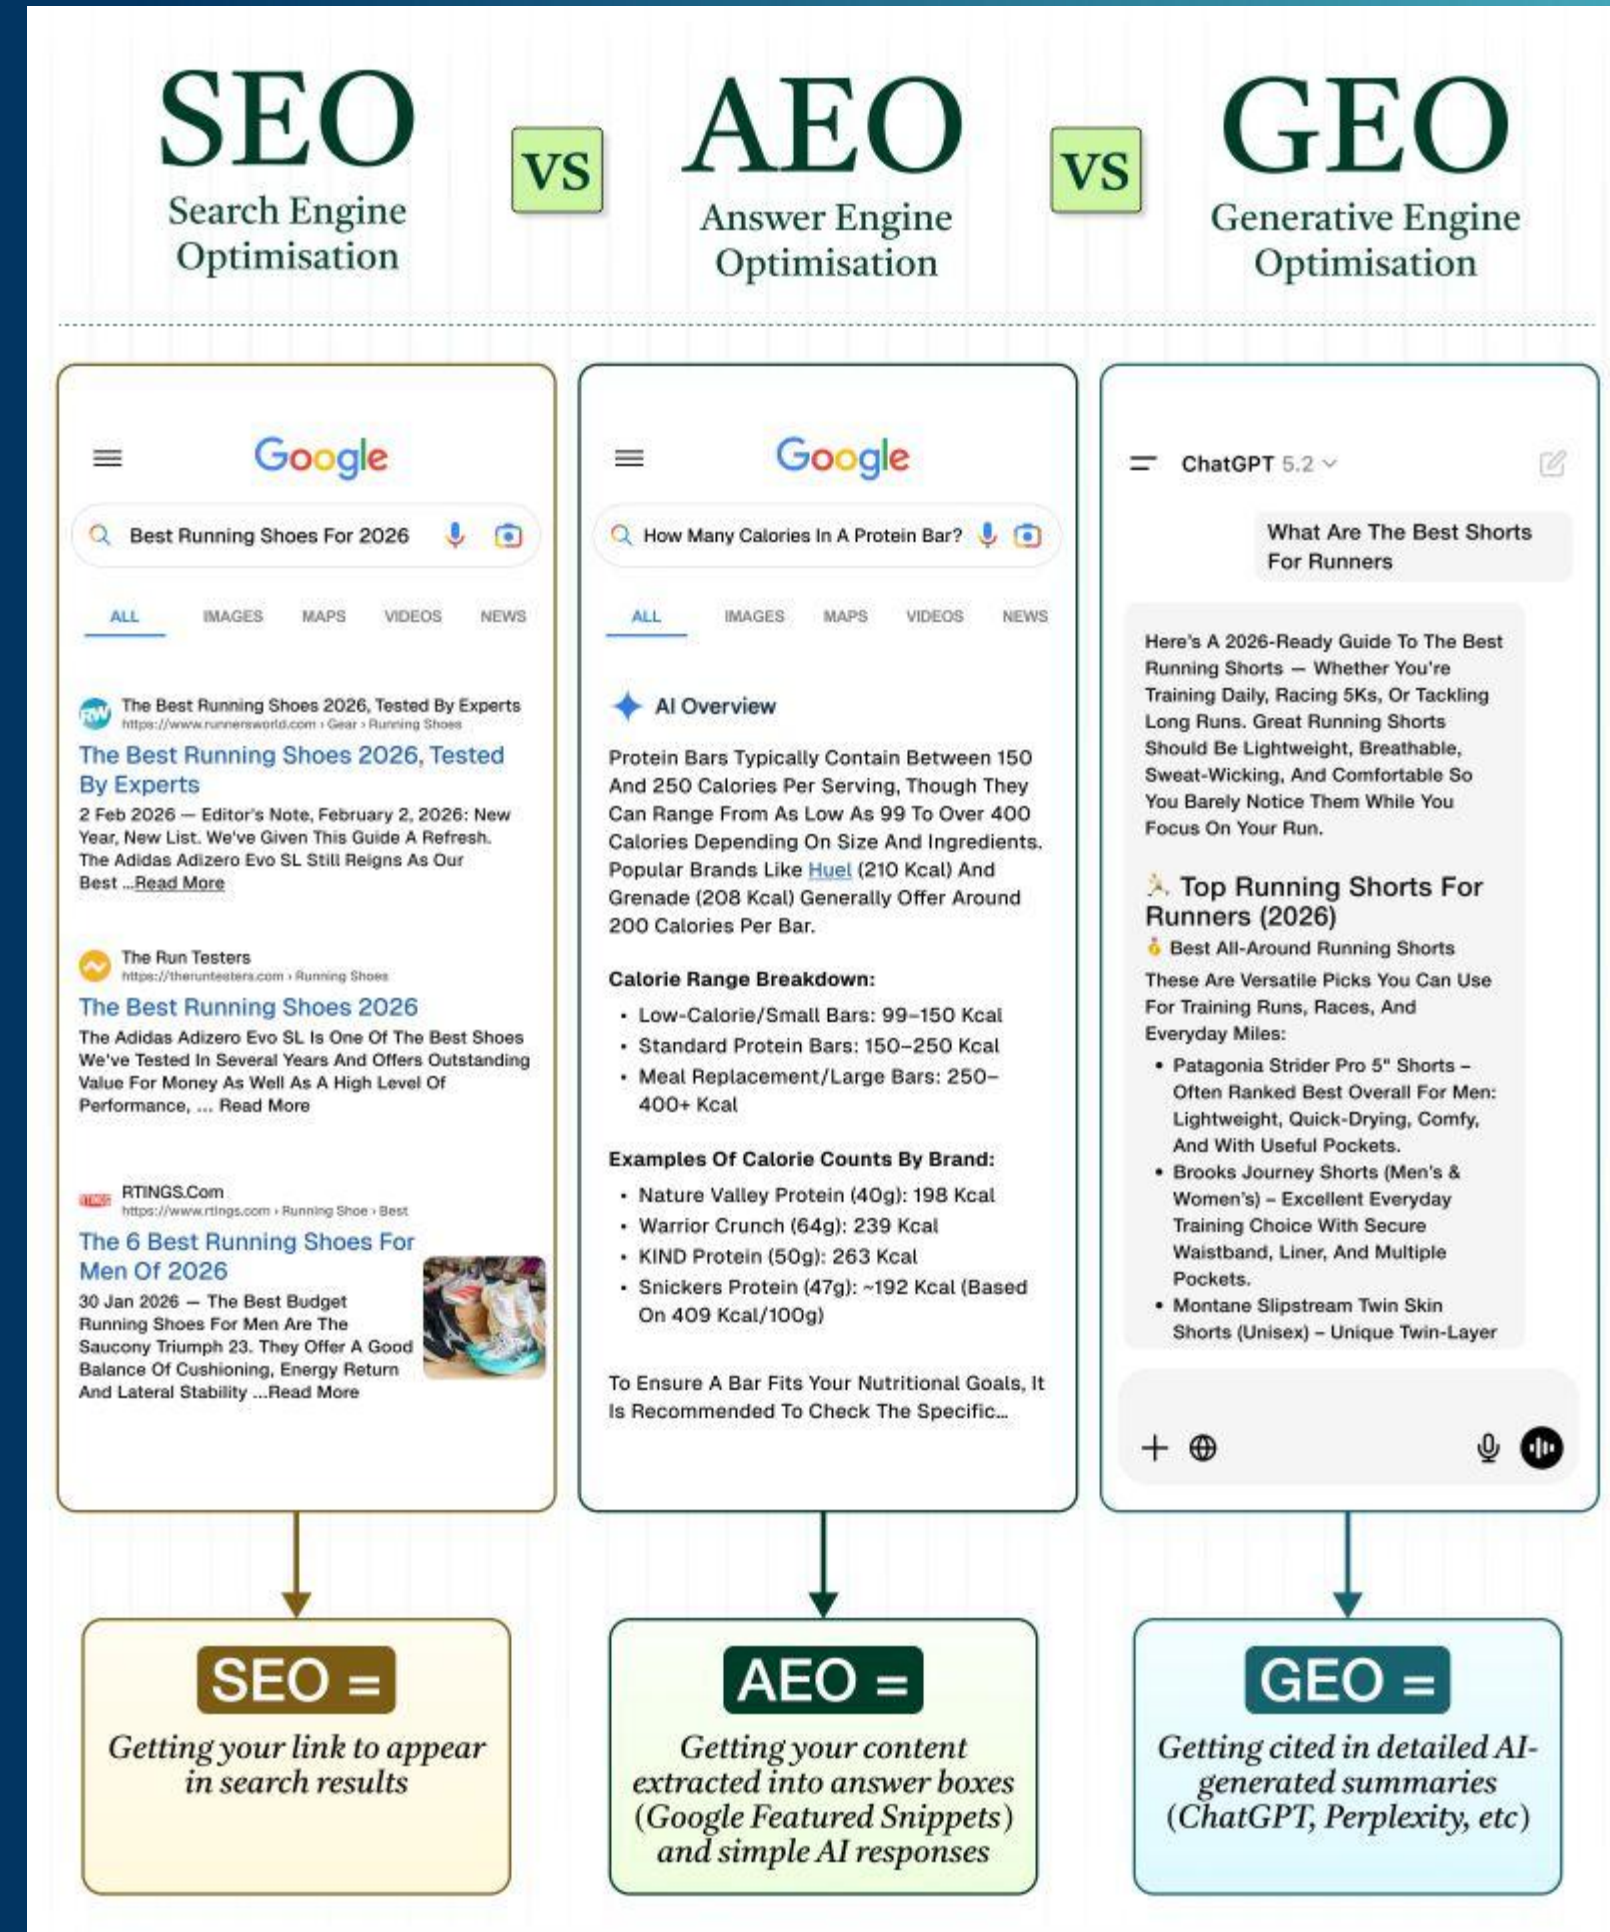 SEO
Search Engine
Optimisation
VS
AEO
Answer Engine
Optimisation
VS
GEO
Generative Engine
Optimisation
Google
Best Running Shoes For 2026
ALL IMAGES MAPS VIDEOS NEWS
RW
The Best Running Shoes 2026, Tested By Experts
https://www.runnersworld.com › Gear › Running Shoes
The Best Running Shoes 2026, Tested
By Experts
2 Feb 2026 — Editor's Note, February 2, 2026: New
Year, New List. We've Given This Guide A Refresh.
The Adidas Adizero Evo SL Still Reigns As Our
Best ...Read More
The Run Testers
https://theruntesters.com › Running Shoes
The Best Running Shoes 2026
The Adidas Adizero Evo SL Is One Of The Best Shoes
We've Tested In Several Years And Offers Outstanding
Value For Money As Well As A High Level Of
Performance, ... Read More
RTINGS
RTINGS.Com
https://www.rtings.com › Running Shoe › Best
The 6 Best Running Shoes For
Men Of 2026
30 Jan 2026 — The Best Budget
Running Shoes For Men Are The
Saucony Triumph 23. They Offer A Good
Balance Of Cushioning, Energy Return
And Lateral Stability ...Read More
Google
How Many Calories In A Protein Bar?
ALL IMAGES MAPS VIDEOS NEWS
AI Overview
Protein Bars Typically Contain Between 150
And 250 Calories Per Serving, Though They
Can Range From As Low As 99 To Over 400
Calories Depending On Size And Ingredients.
Popular Brands Like Huel (210 Kcal) And
Grenade (208 Kcal) Generally Offer Around
200 Calories Per Bar.
Calorie Range Breakdown:
• Low-Calorie/Small Bars: 99–150 Kcal
• Standard Protein Bars: 150–250 Kcal
• Meal Replacement/Large Bars: 250–
400+ Kcal
Examples Of Calorie Counts By Brand:
• Nature Valley Protein (40g): 198 Kcal
• Warrior Crunch (64g): 239 Kcal
• KIND Protein (50g): 263 Kcal
• Snickers Protein (47g): ~192 Kcal (Based
On 409 Kcal/100g)
To Ensure A Bar Fits Your Nutritional Goals, It
Is Recommended To Check The Specific...
ChatGPT 5.2
What Are The Best Shorts
For Runners
Here's A 2026-Ready Guide To The Best
Running Shorts — Whether You're
Training Daily, Racing 5Ks, Or Tackling
Long Runs. Great Running Shorts
Should Be Lightweight, Breathable,
Sweat-Wicking, And Comfortable So
You Barely Notice Them While You
Focus On Your Run.
Top Running Shorts For
Runners (2026)
Best All-Around Running Shorts
These Are Versatile Picks You Can Use
For Training Runs, Races, And
Everyday Miles:
• Patagonia Strider Pro 5" Shorts –
Often Ranked Best Overall For Men:
Lightweight, Quick-Drying, Comfy,
And With Useful Pockets.
• Brooks Journey Shorts (Men's &
Women's) – Excellent Everyday
Training Choice With Secure
Waistband, Liner, And Multiple
Pockets.
• Montane Slipstream Twin Skin
Shorts (Unisex) – Unique Twin-Layer
SEO =
Getting your link to appear
in search results
AEO =
Getting your content
extracted into answer boxes
(Google Featured Snippets)
and simple AI responses
GEO =
Getting cited in detailed AI-
generated summaries
(ChatGPT, Perplexity, etc)